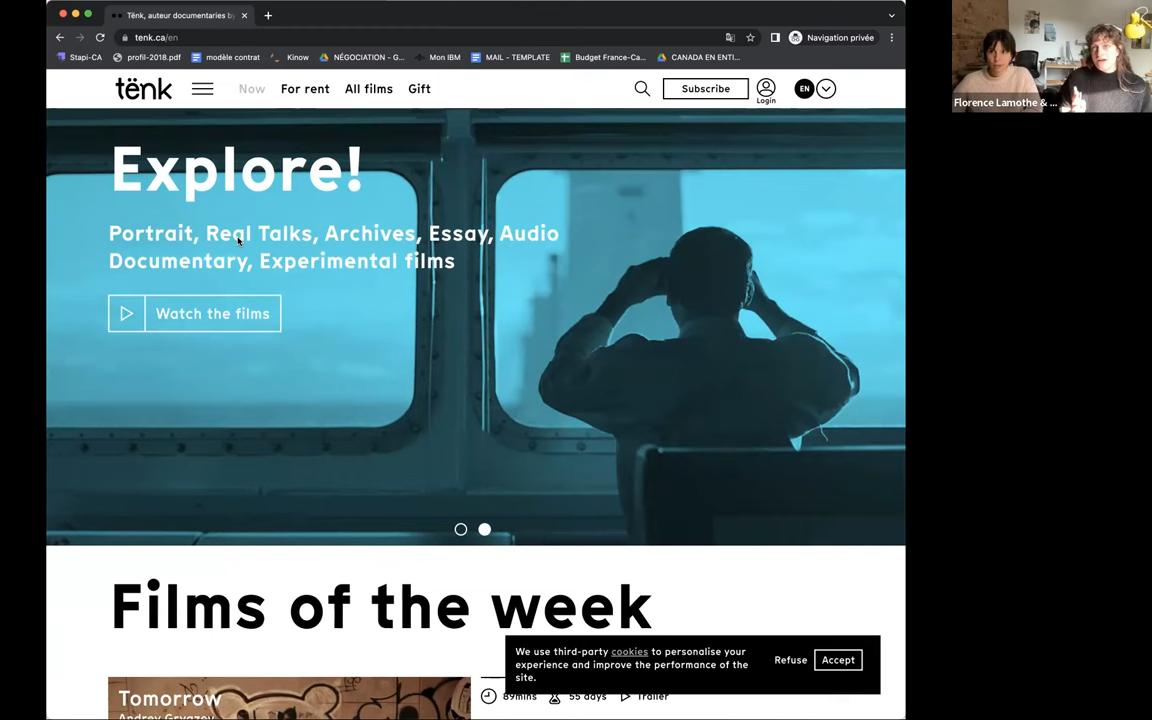 Tënk, auteur documentaries by
tenk.ca/en
Navigation privée
Stapi-CA
profil-2018.pdf
modèle contrat
Kinow
NÉGOCIATION - G...
Mon IBM
MAIL - TEMPLATE
Budget France-Ca...
CANADA EN ENTI...
Florence Lamothe & ...
tënk
Now
For rent
All films
Gift
Subscribe
Login
EN
Explore!
Portrait, Real Talks, Archives, Essay, Audio
Documentary, Experimental films
Watch the films
Films of the week
We use third-party cookies to personalise your
experience and improve the performance of the
site.
Refuse
Accept
Tomorrow
Andrey Gryazev
89mins
55 days
Trailer